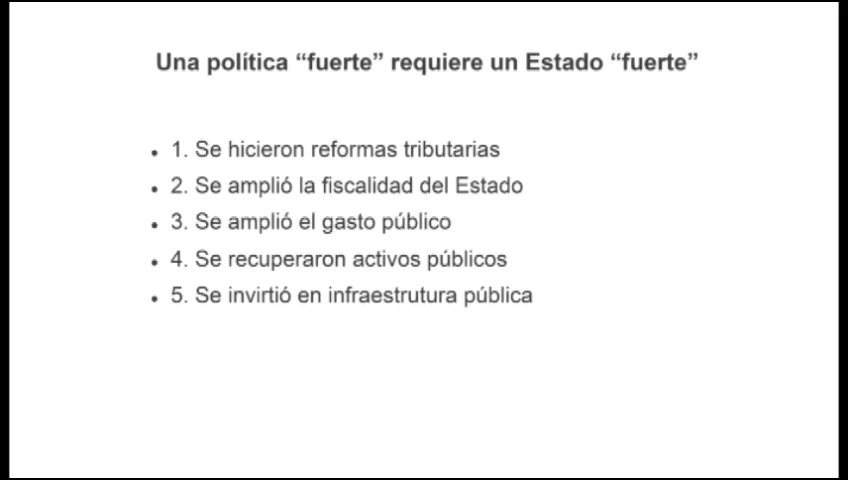 Una política “fuerte” requiere un Estado “fuerte”
• 1. Se hicieron reformas tributarias
• 2. Se amplió la fiscalidad del Estado
• 3. Se amplió el gasto público
• 4. Se recuperaron activos públicos
• 5. Se invirtió en infraestrutura pública